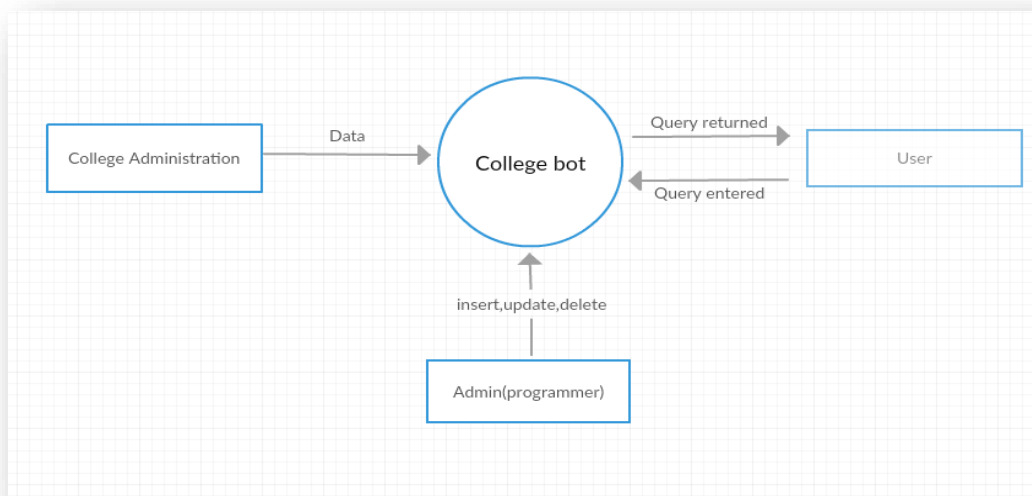 Data
Query returned
College Administration
College bot
User
Query entered
insert,update,delete
Admin(programmer)